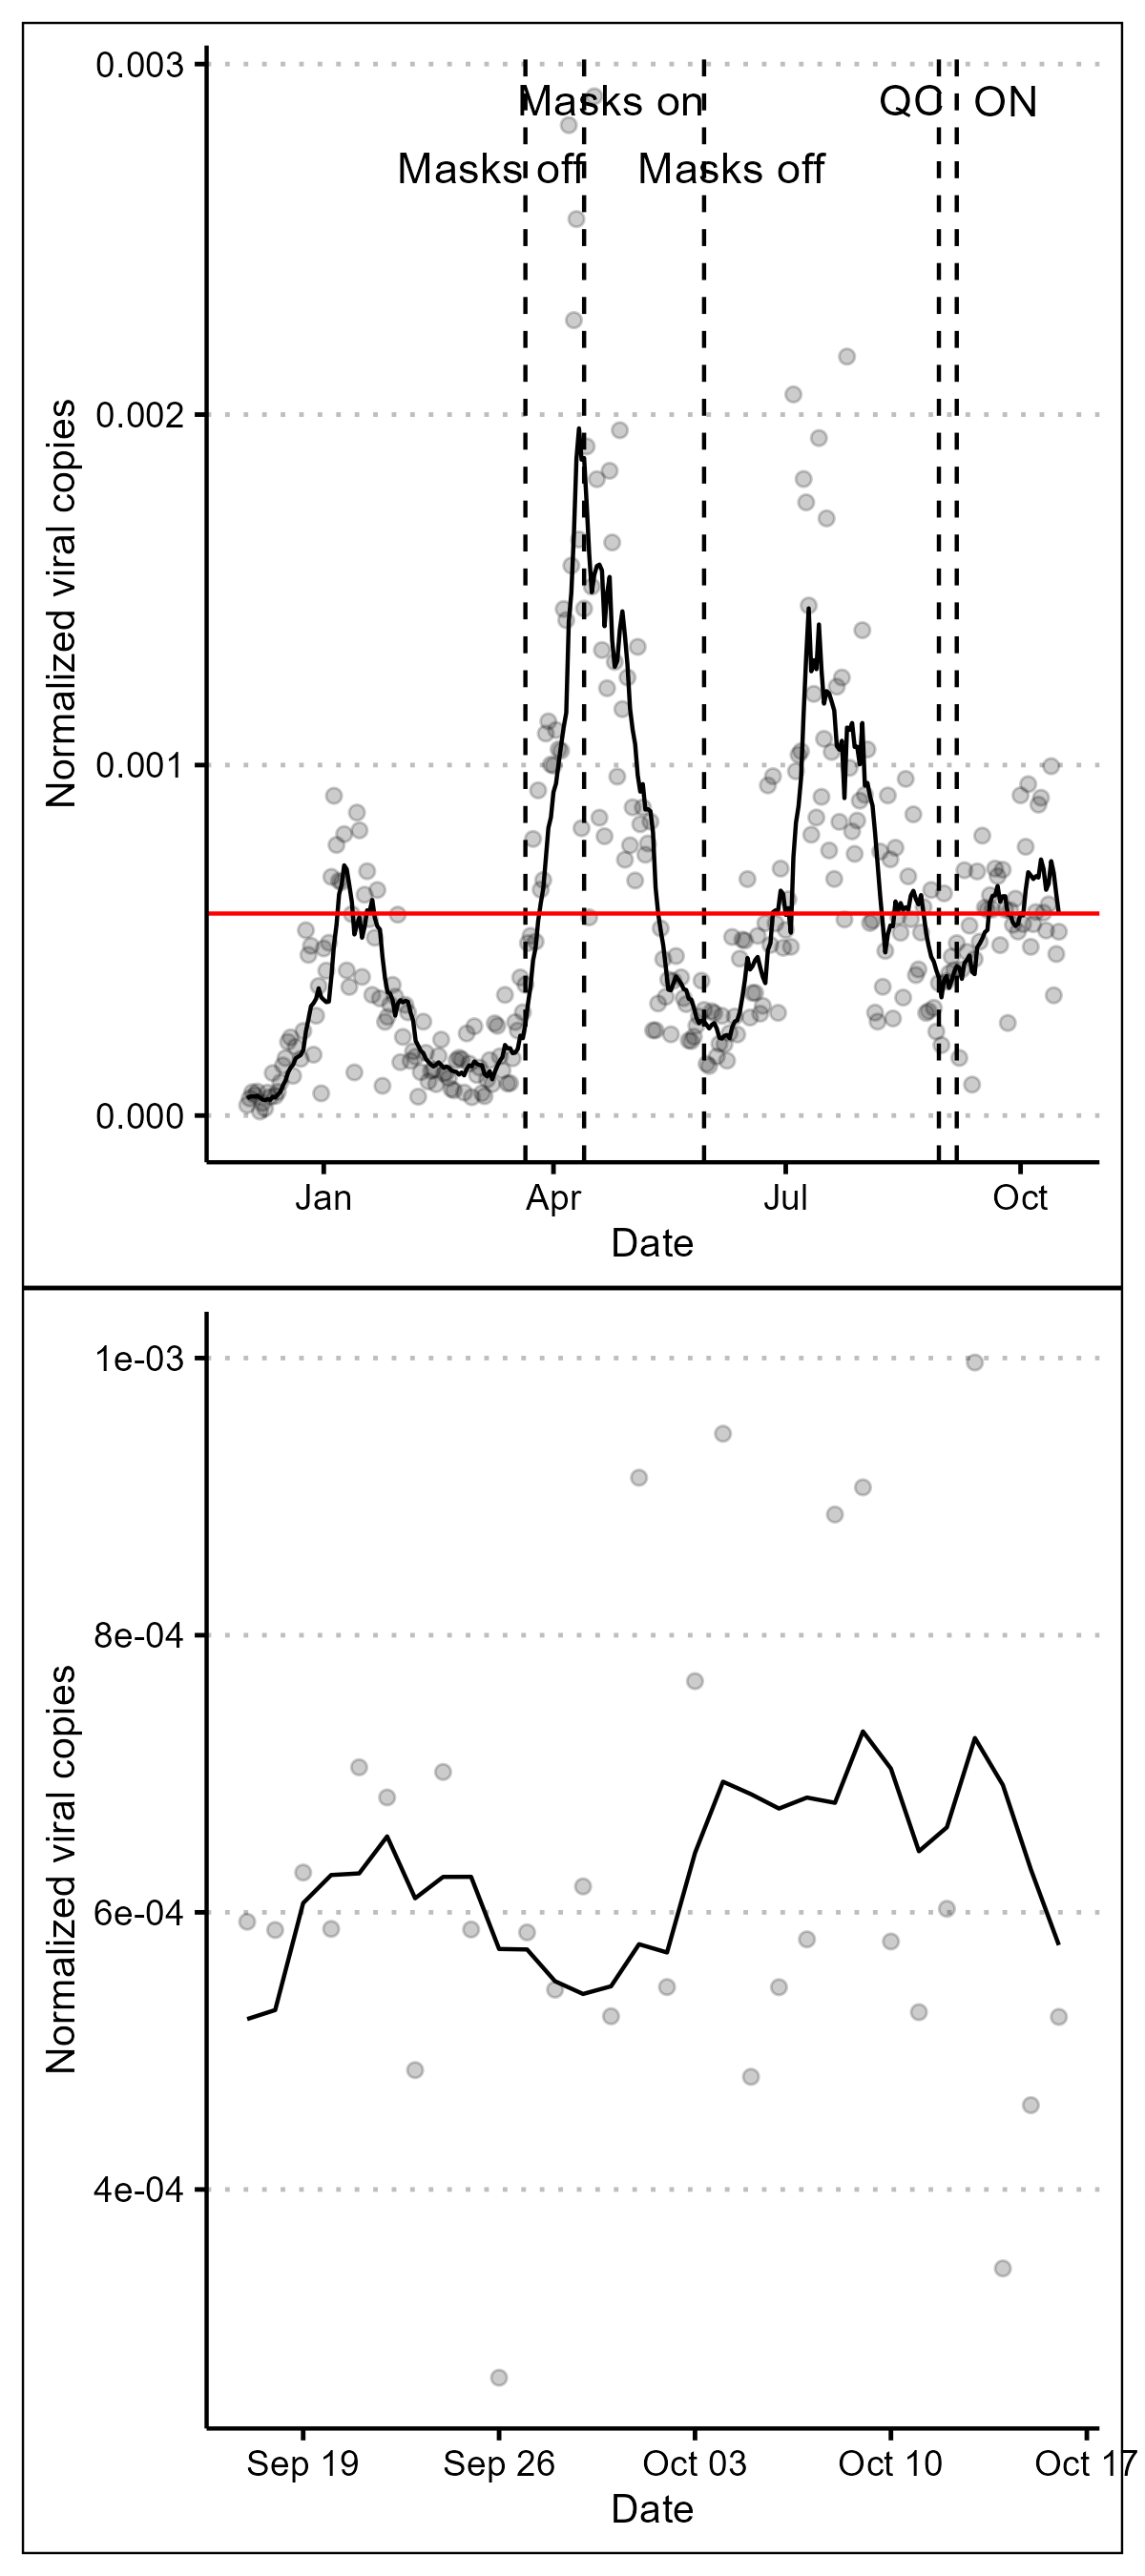 0.003
Masks on
QC
ON
Masks off
Masks off
0.002
0.001
0.000
Normalized viral copies
Jan
Apr
Jul
Oct
Date
1e-03
8e-04
6e-04
4e-04
Normalized viral copies
Sep 19
Sep 26
Oct 03
Oct 10
Oct 17
Date